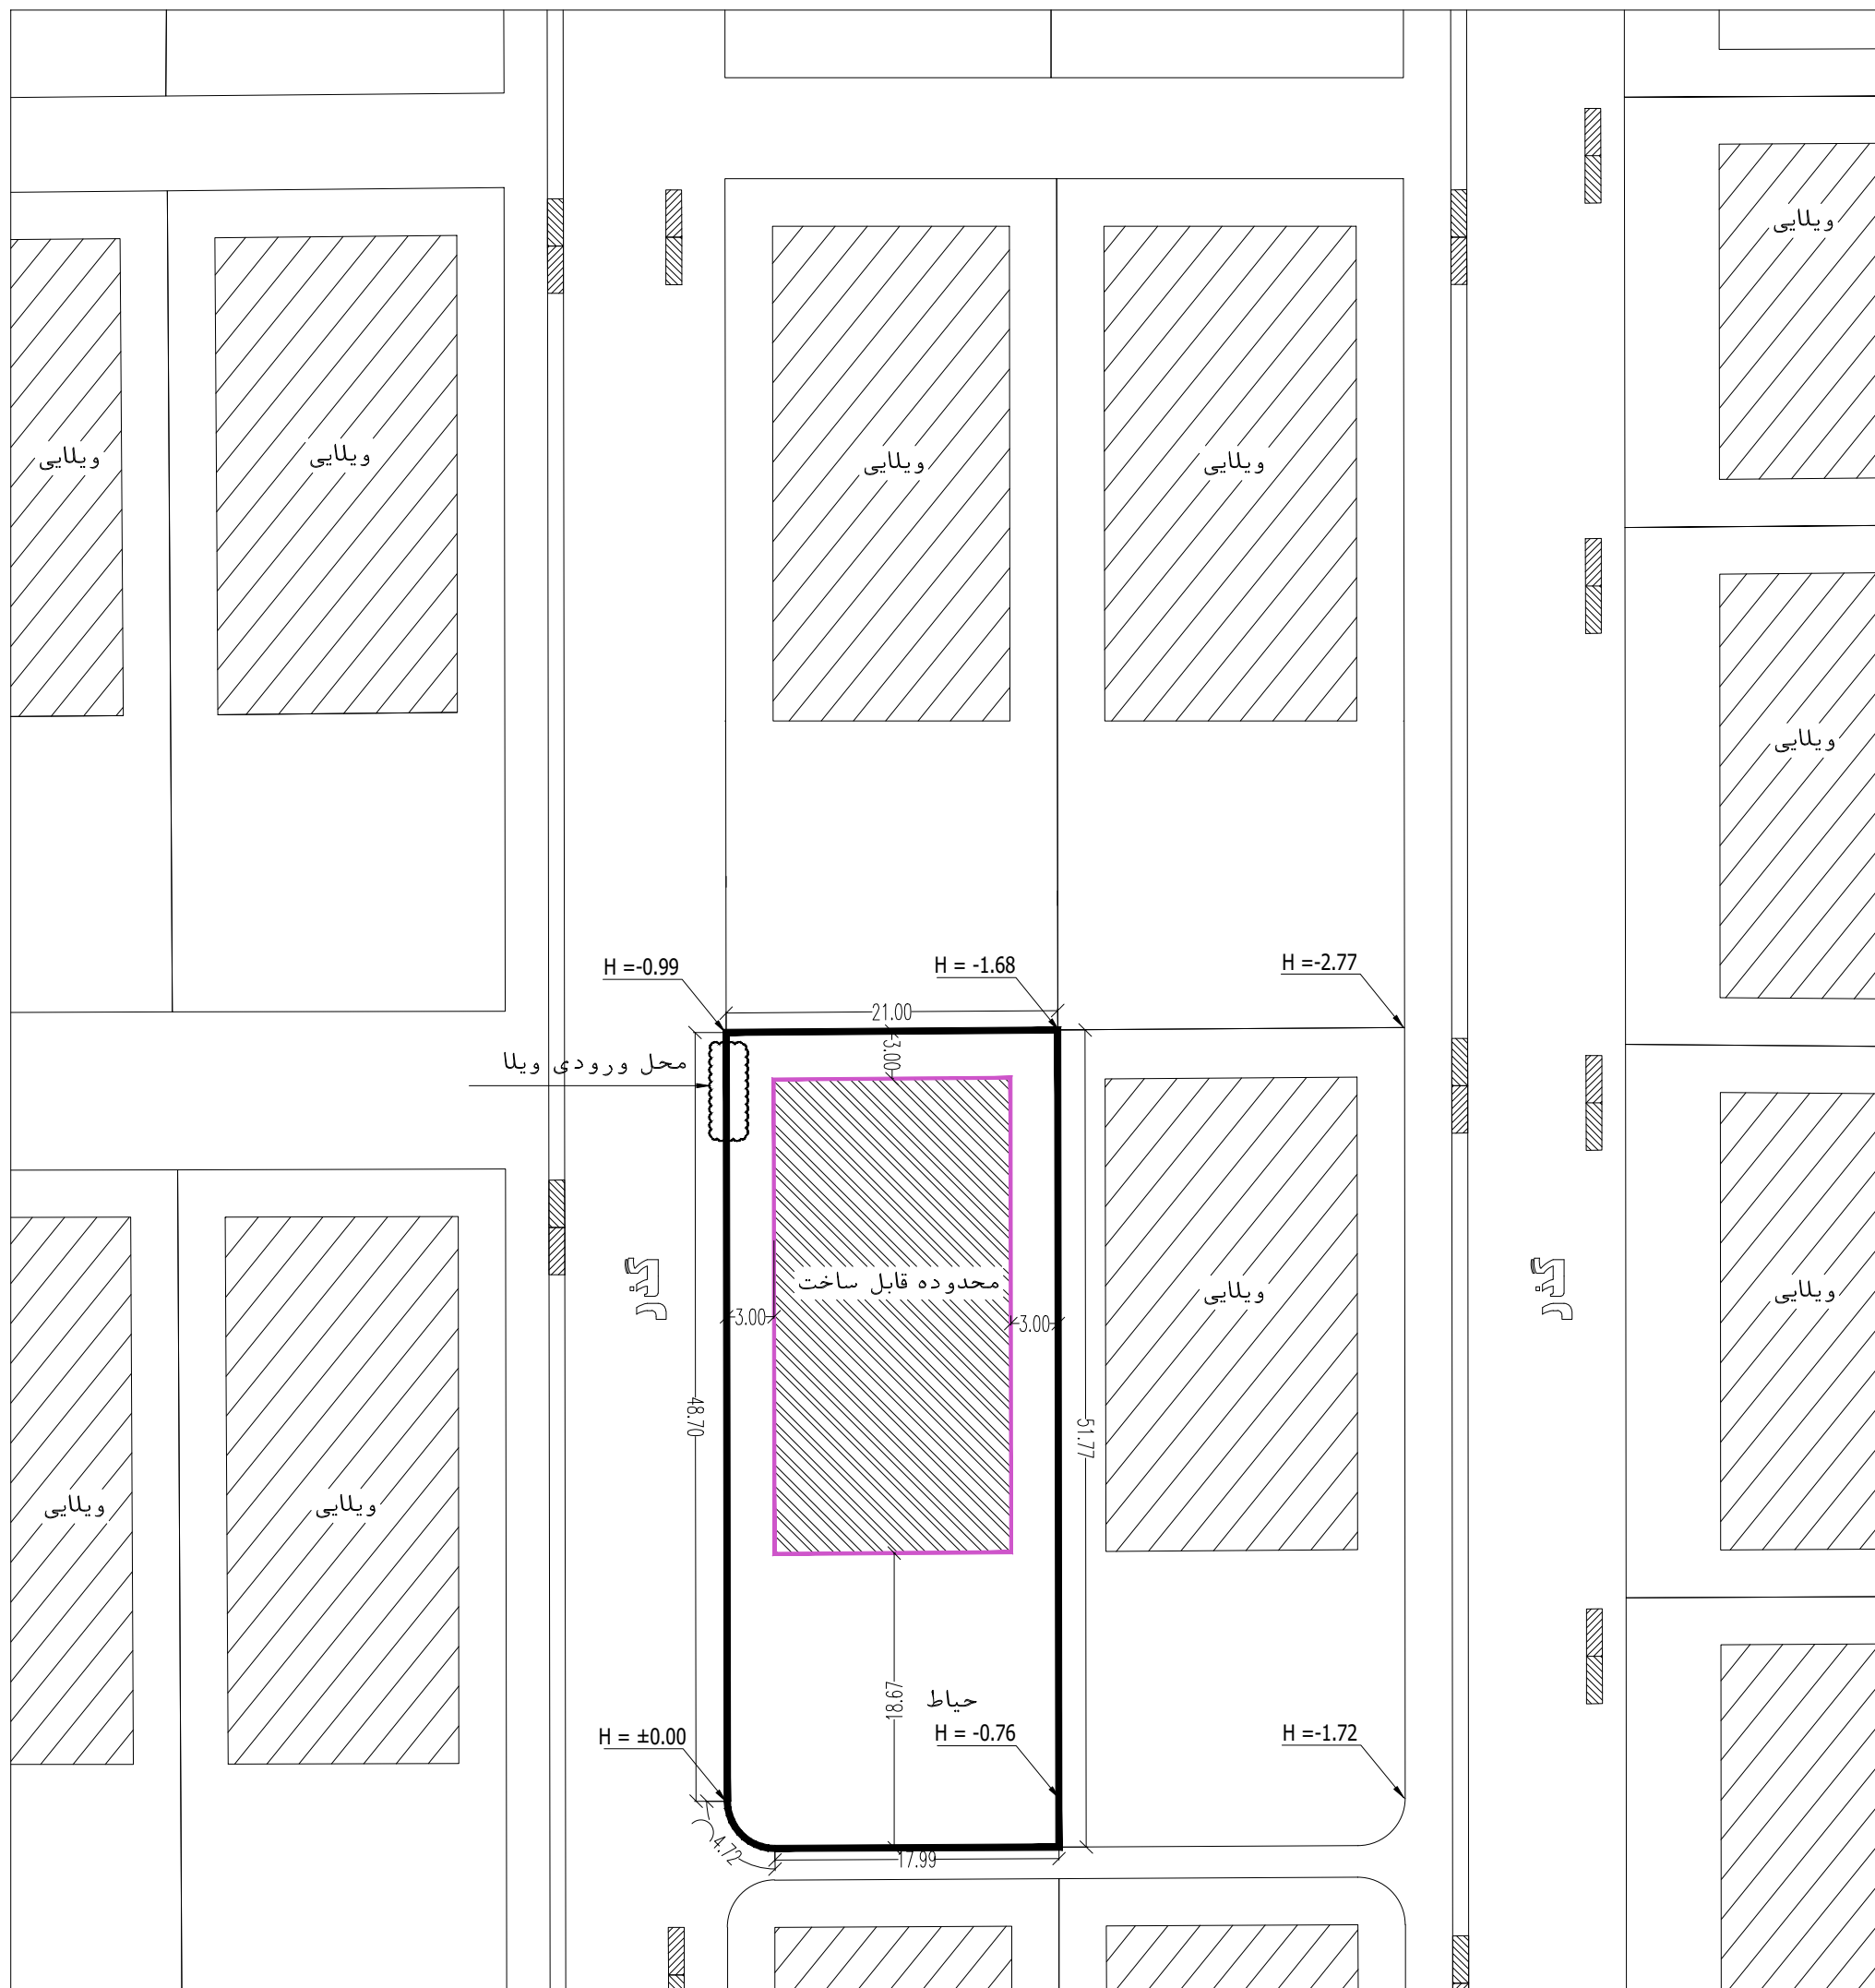 ویلایی
ویلایی
ویلایی
ویلایی
ویلایی
ویلایی
H =-0.99
H = -1.68
H =-2.77
21.00
3.00
محل ورودی ویلا
گذر
گذر
محدوده قابل ساخت
ویلایی
ویلایی
3.00
3.00
48.70
51.77
ویلایی
ویلایی
18.67
حیاط
H = ±0.00
H = -0.76
H =-1.72
4.72
17.99